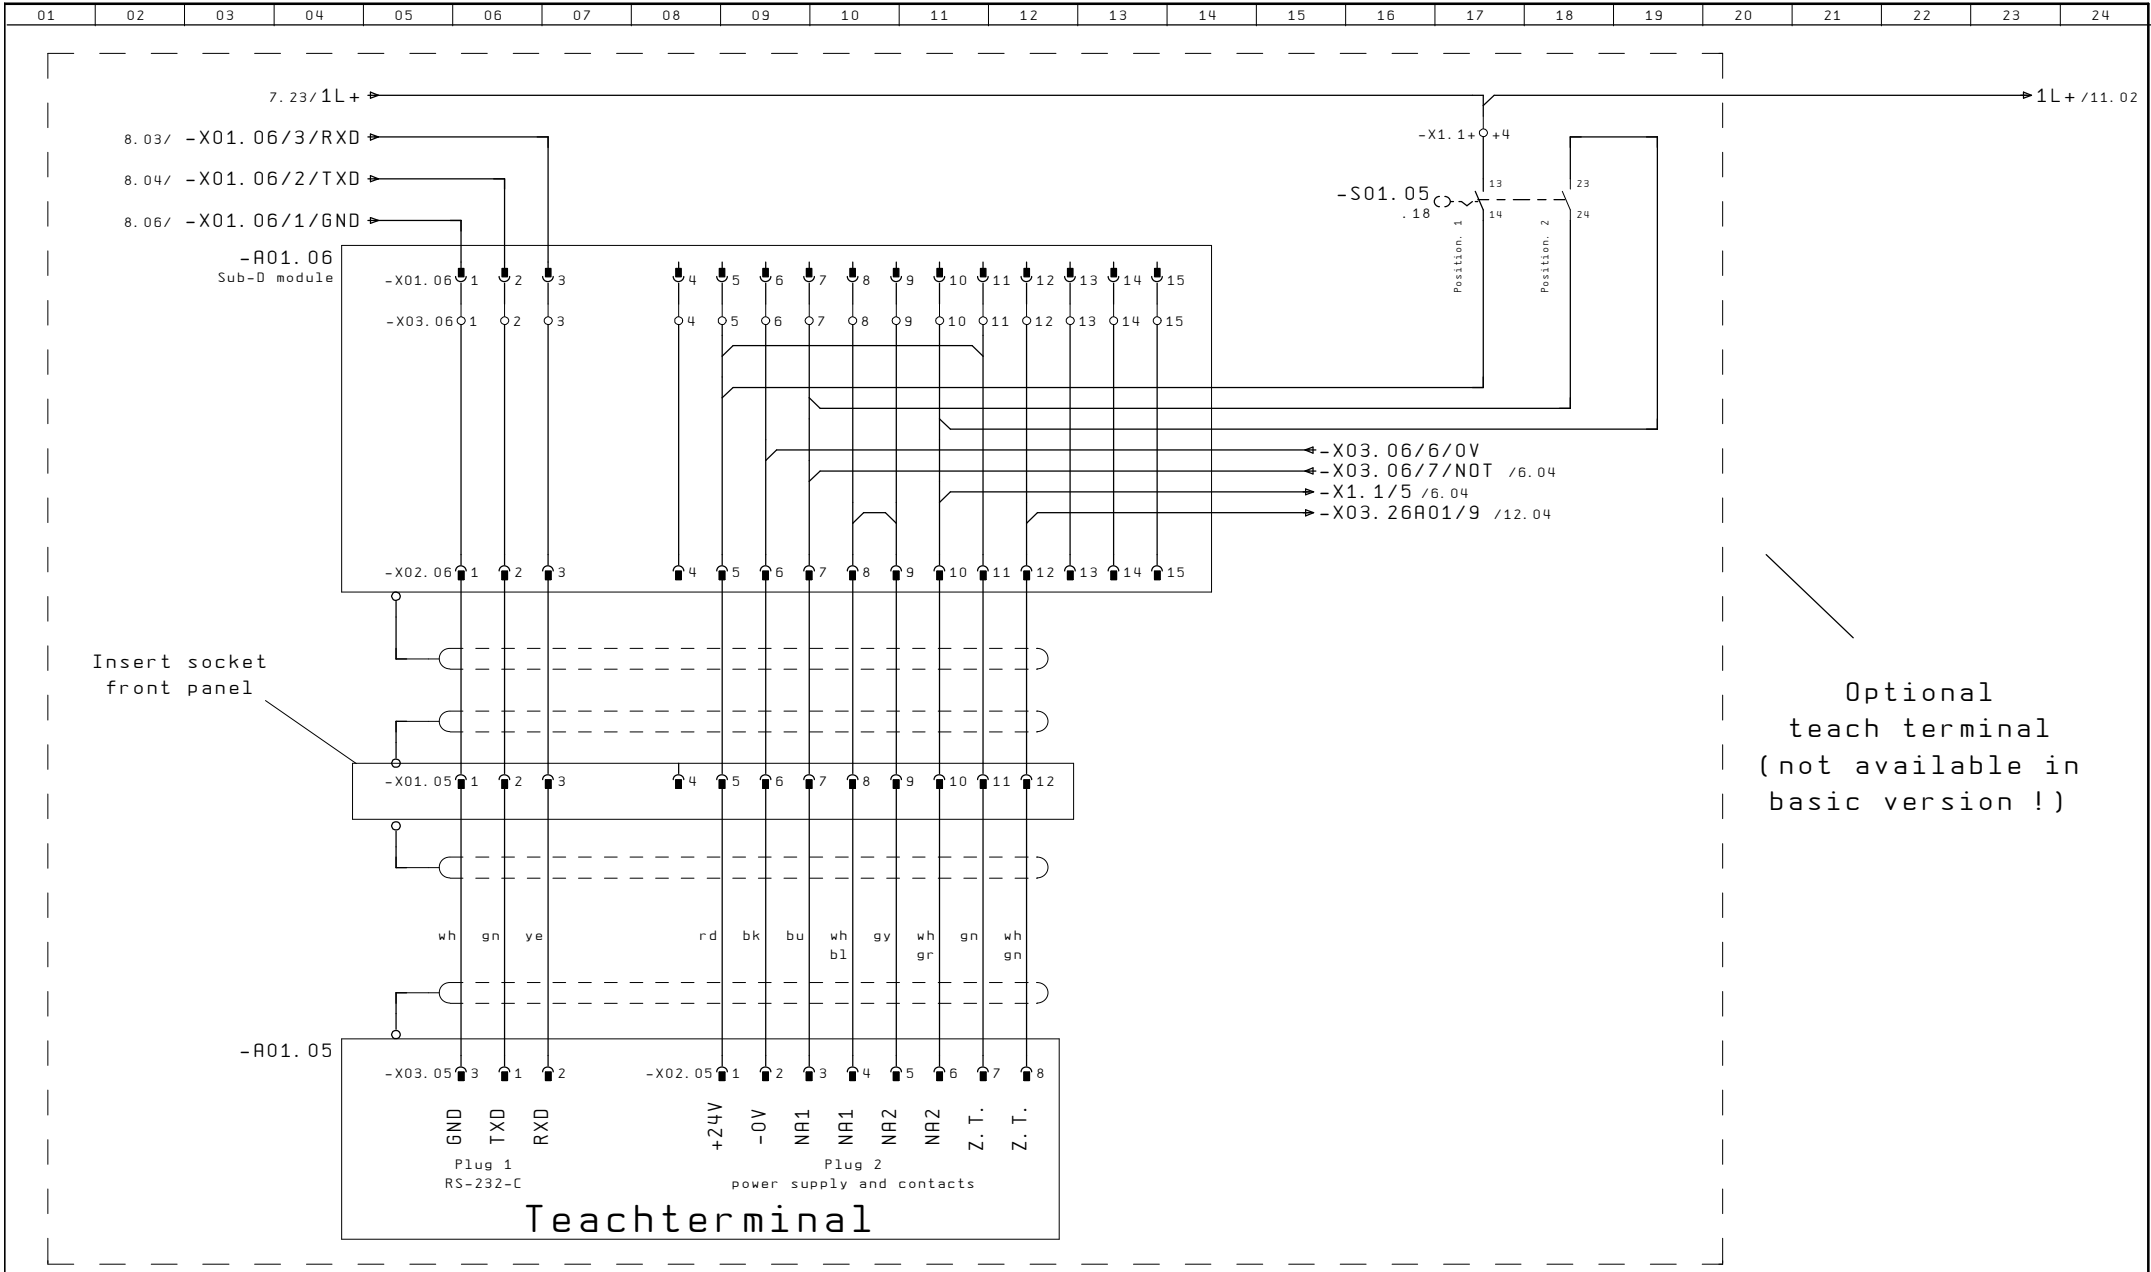 01 02 03 04 05 06 07 08 09 10 11 12 13 14 15 16 17 18 19 20 21 22 23 24
7.23/1L+
1L+/11.02
8.03/ -X01.06/3/RXD
-X1.1+ +4
8.04/ -X01.06/2/TXD
-S01.05
.18
13
14
23
24
Position. 1
Position. 2
8.06/ -X01.06/1/GND
-A01.06
Sub-D module
-X01.06 1 2 3 4 5 6 7 8 9 10 11 12 13 14 15
-X03.06 1 2 3 4 5 6 7 8 9 10 11 12 13 14 15
-X03.06/6/0V
-X03.06/7/NOT /6.04
-X1.1/5 /6.04
-X03.26A01/9 /12.04
-X02.06 1 2 3 4 5 6 7 8 9 10 11 12 13 14 15
Insert socket
front panel
Optional
teach terminal
(not available in
basic version !)
-X01.05 1 2 3 4 5 6 7 8 9 10 11 12
wh gn ye rd bk bu wh gy wh gn wh
bl gr gn
-A01.05
-X03.05 3 1 2 -X02.05 1 2 3 4 5 6 7 8
GND TXD RXD +24V -0V NA1 NA1 NA2 NA2 Z.T. Z.T.
Plug 1
RS-232-C
Plug 2
power supply and contacts
Teachterminal